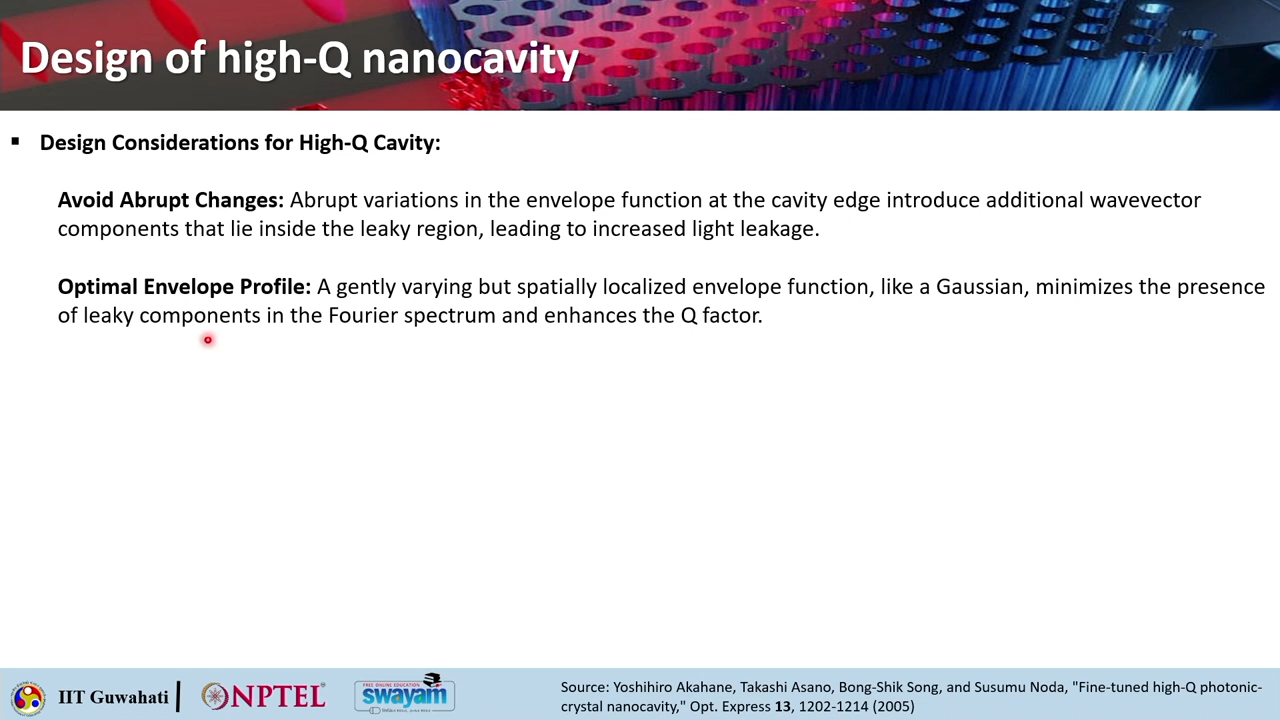 Design of high-Q nanocavity
▪ Design Considerations for High-Q Cavity:
Avoid Abrupt Changes: Abrupt variations in the envelope function at the cavity edge introduce additional wavevector
components that lie inside the leaky region, leading to increased light leakage.
Optimal Envelope Profile: A gently varying but spatially localized envelope function, like a Gaussian, minimizes the presence
of leaky components in the Fourier spectrum and enhances the Q factor.
IIT Guwahati
NPTEL
FREE ONLINE EDUCATION
swayam
Source: Yoshihiro Akahane, Takashi Asano, Bong-Shik Song, and Susumu Noda, "Fine-tuned high-Q photonic-
crystal nanocavity," Opt. Express 13, 1202-1214 (2005)